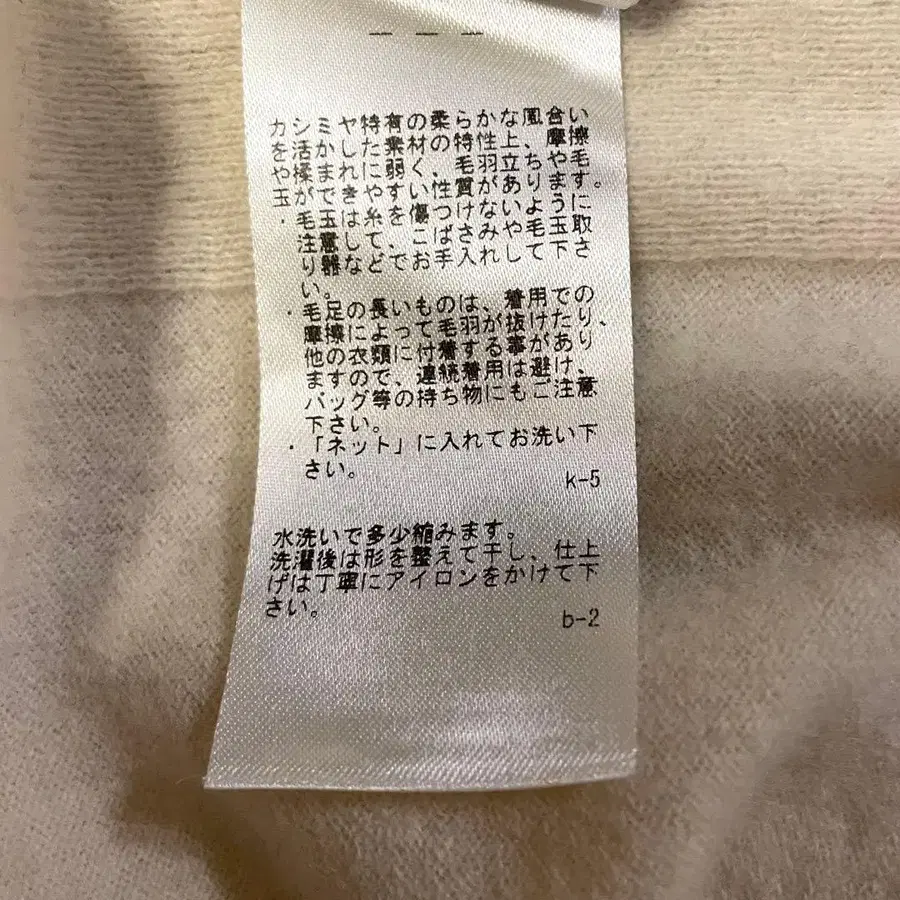 カシミヤ特有の柔らかな風合い
を活かした素材の特性上、摩擦
や揉まれに弱く、毛羽立ちや毛
玉ができやすい性質があります。
・毛玉は糸を傷つけないように
注意して、こばさみや毛玉取
り器などでお手入れして下さ
い。
・毛足の長いものは、着用での
摩擦によって毛羽が抜けたり、
他の衣類に付着する事があり
ますので、連続着用は避け、
バッグ等の持ち物にもご注意
下さい。
・「ネット」に入れてお洗い下
さい。
k-5
水洗いで多少縮みます。
洗濯後は形を整えて干し、仕上
げは丁寧にアイロンをかけて下
さい。
b-2